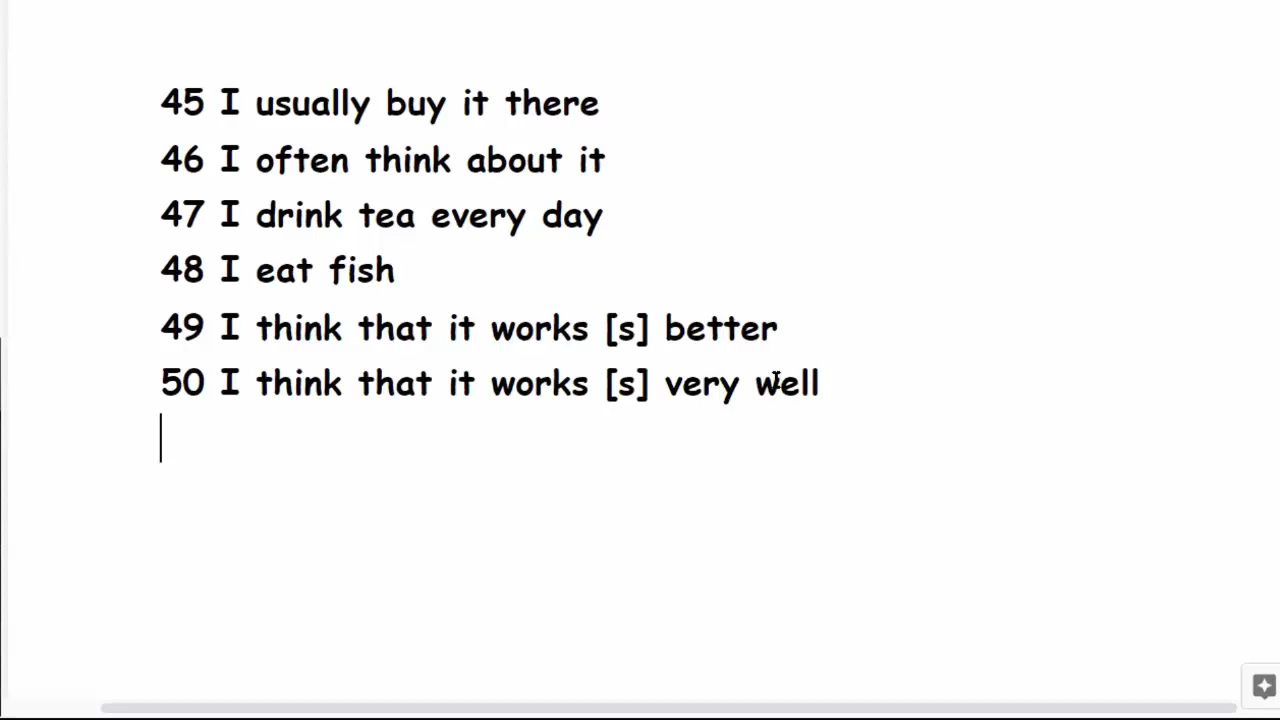 45 I usually buy it there
46 I often think about it
47 I drink tea every day
48 I eat fish
49 I think that it works [s] better
50 I think that it works [s] very well